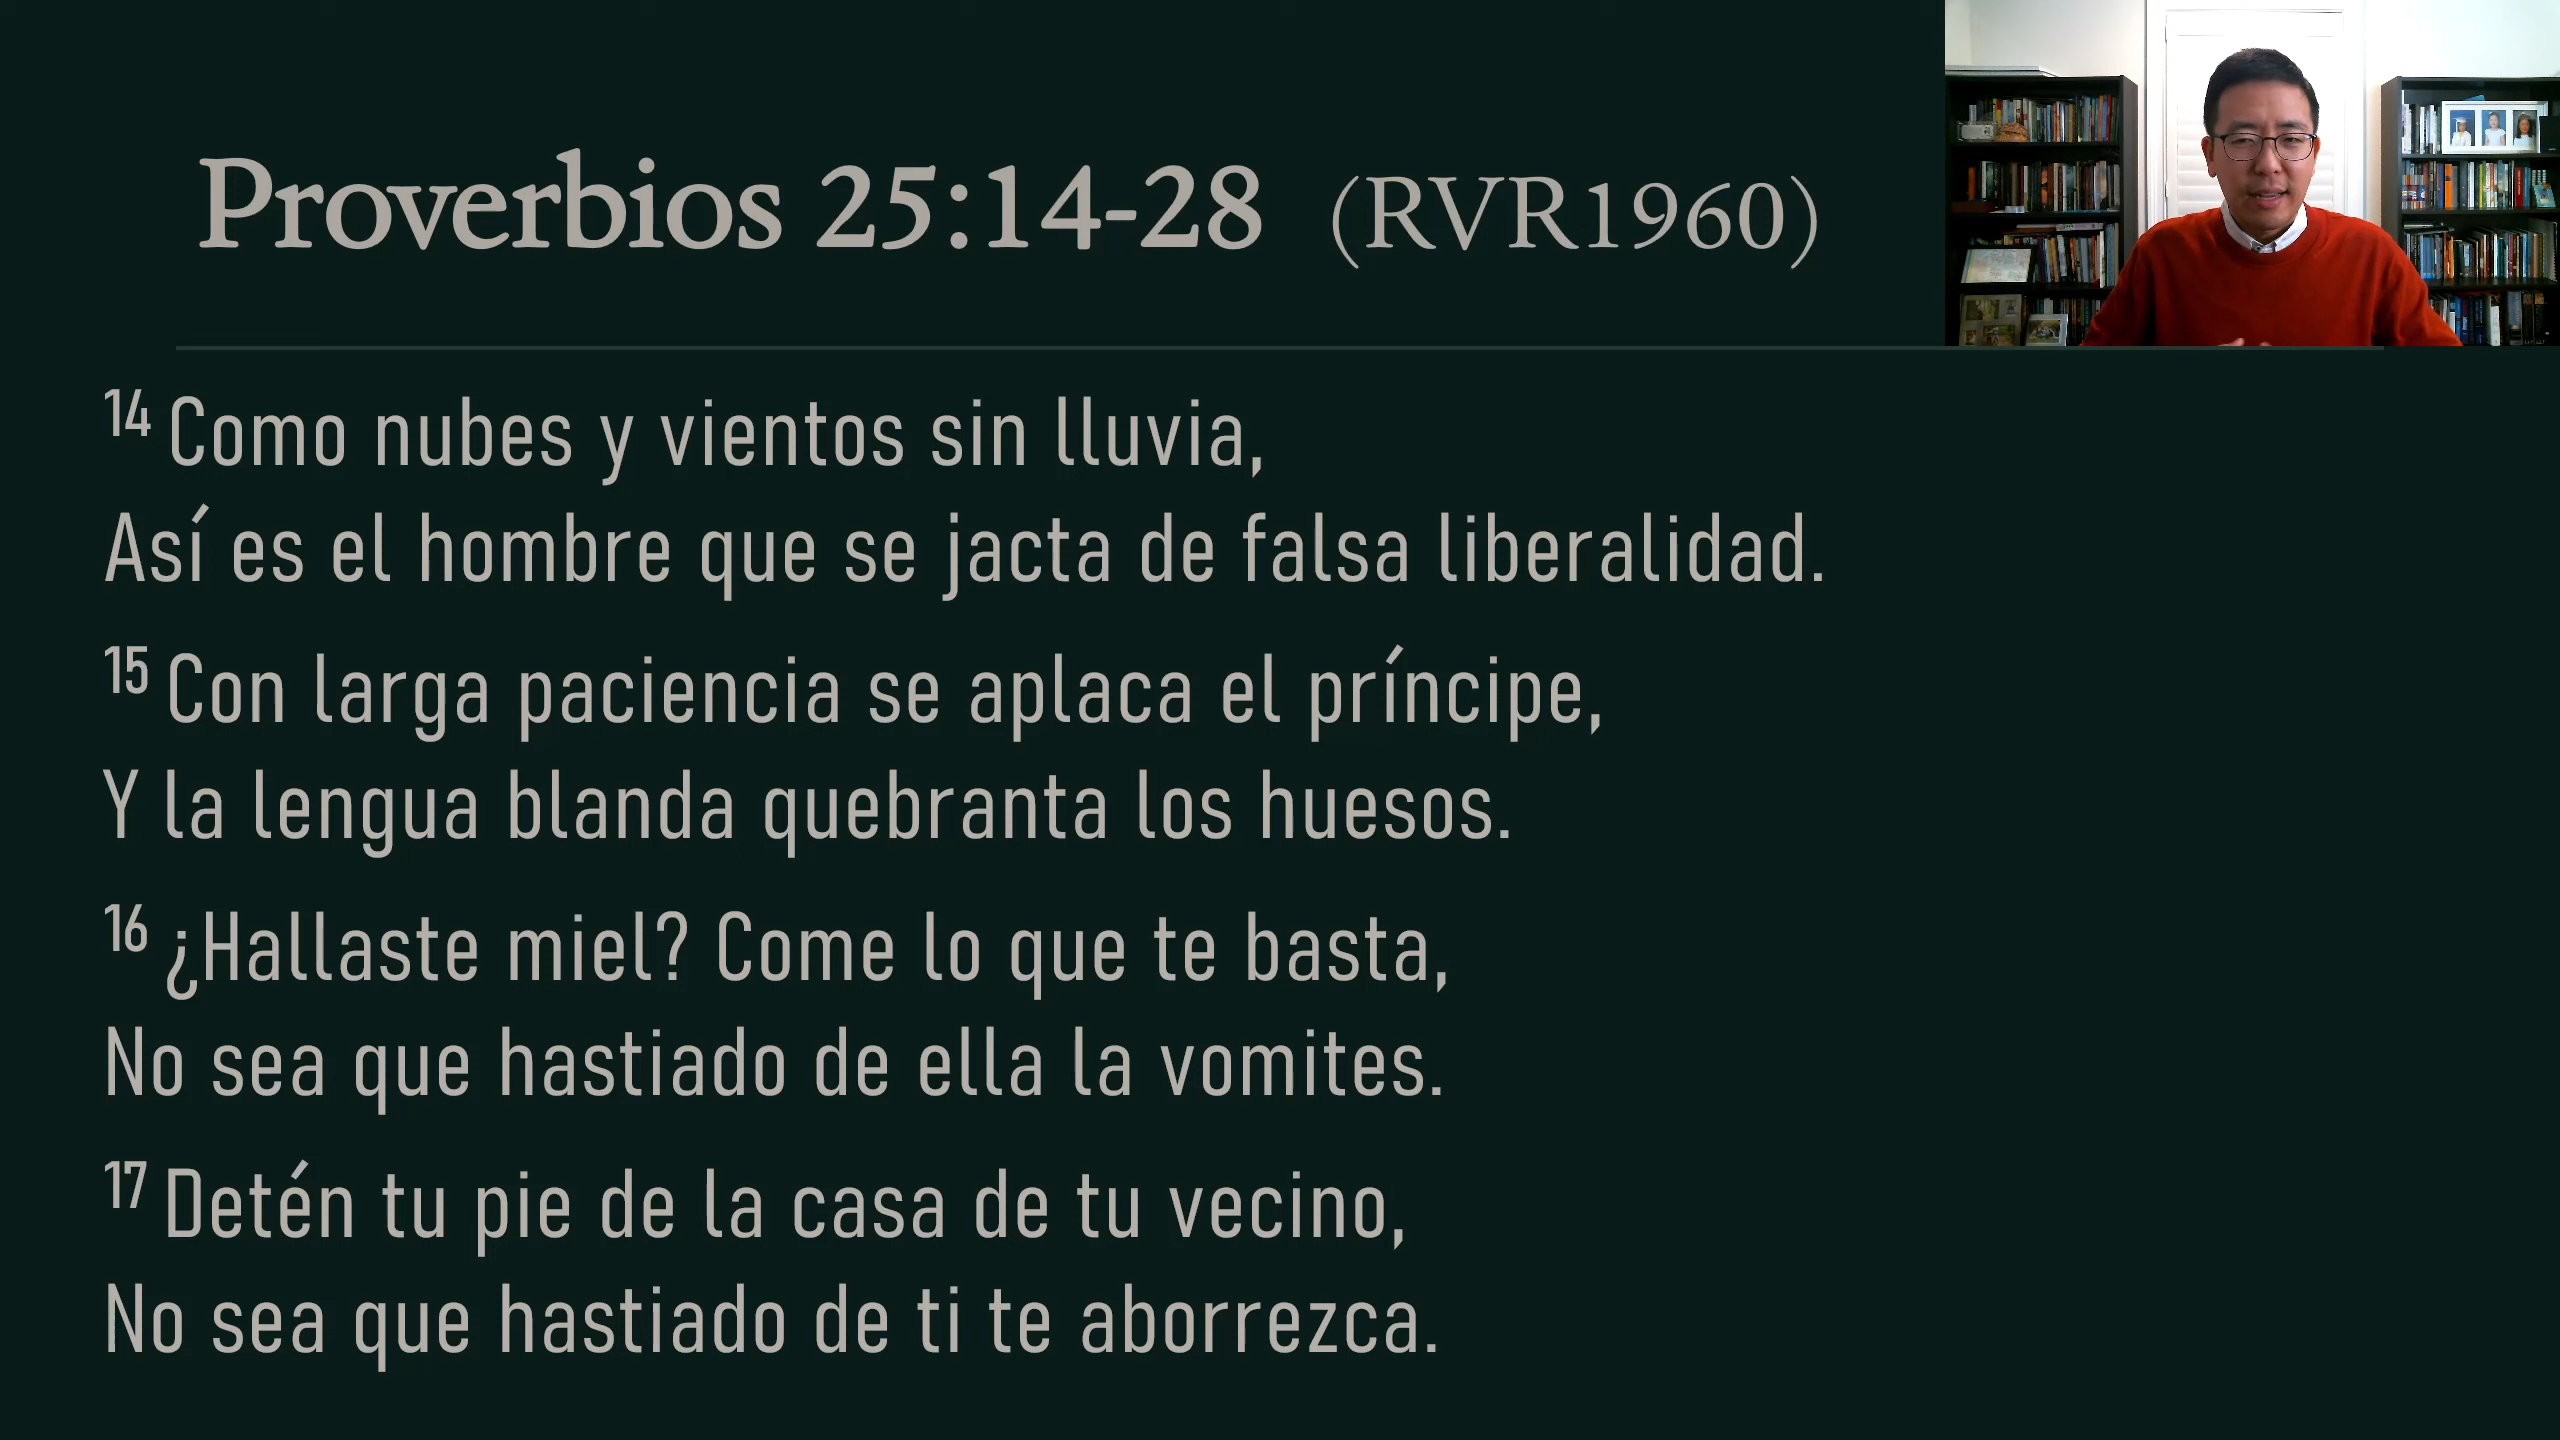 Proverbios 25:14-28 (RVR1960)
14 Como nubes y vientos sin lluvia,
Así es el hombre que se jacta de falsa liberalidad.
15 Con larga paciencia se aplaca el príncipe,
Y la lengua blanda quebranta los huesos.
16 ¿Hallaste miel? Come lo que te basta,
No sea que hastiado de ella la vomites.
17 Detén tu pie de la casa de tu vecino,
No sea que hastiado de ti te aborrezca.